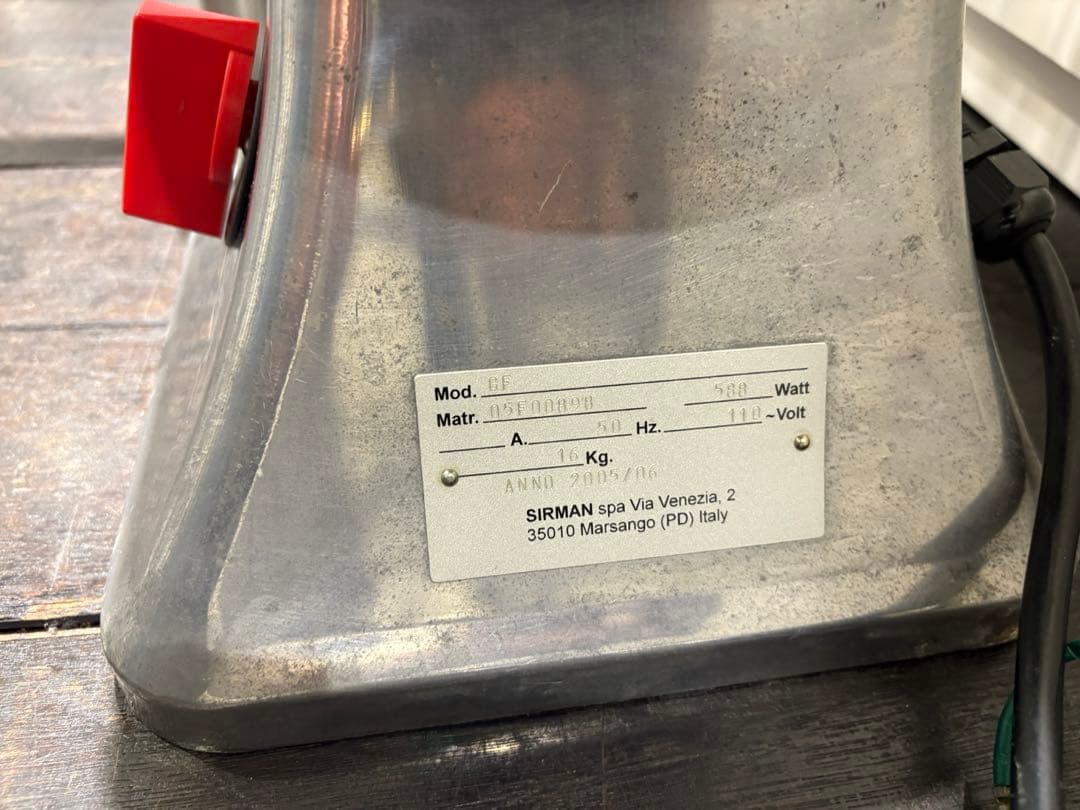 Mod. GF
588 Watt
Matr. 05F00898
A. 50 Hz. 110 ~Volt
16 Kg.
ANNO 2005/06
SIRMAN spa Via Venezia, 2
35010 Marsango (PD) Italy